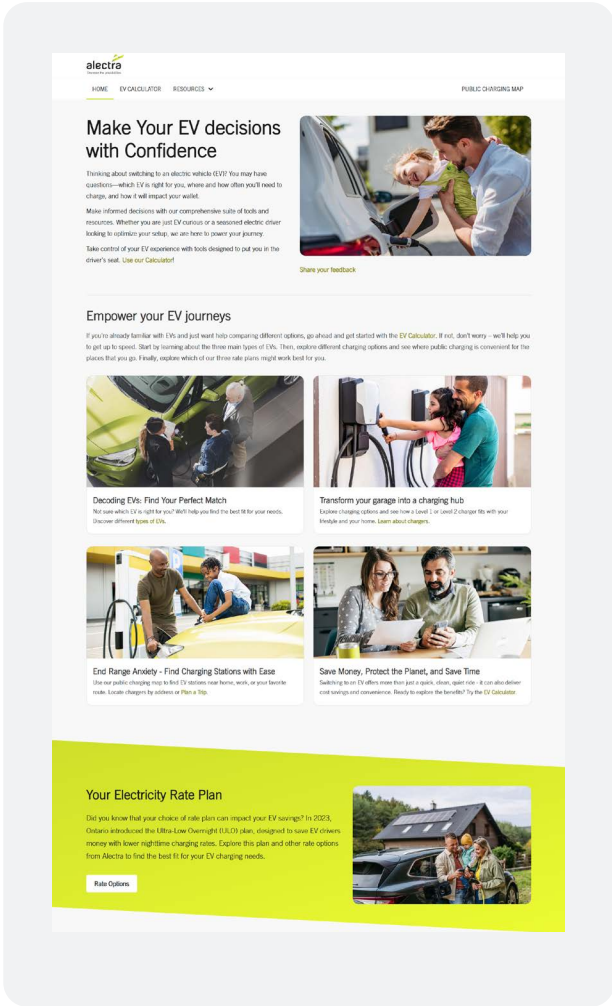 alectra
HOME EV CALCULATOR RESOURCES PUBLIC CHARGING MAP
Make Your EV decisions
with Confidence
Thinking about switching to an electric vehicle (EV)? You may have
questions—which EV is right for you, where and how often you'll need to
charge, and how it will impact your wallet.
Make informed decisions with our comprehensive suite of tools and
resources. Whether you are just EV curious or a seasoned electric driver
looking to optimize your setup, we are here to power your journey.
Take control of your EV experience with tools designed to put you in the
driver's seat. Use our Calculator!
Share your feedback
Empower your EV journeys
If you're already familiar with EVs and just want help comparing different options, go ahead and get started with the EV Calculator. If not, don't worry – we'll help you
to get up to speed. Start by learning about the three main types of EVs. Then, explore different charging options and see where public charging is convenient for the
places that you go. Finally, explore which of our three rate plans might work best for you.
Decoding EVs: Find Your Perfect Match
Not sure which EV is right for you? We'll help you find the best fit for your needs.
Discover different types of EVs.
Transform your garage into a charging hub
Explore charging options and see how a Level 1 or Level 2 charger fits with your
lifestyle and your home. Learn about chargers.
End Range Anxiety - Find Charging Stations with Ease
Use our public charging map to find EV stations near home, work, or your favorite
route. Locate chargers by address or Plan a Trip.
Save Money, Protect the Planet, and Save Time
Switching to an EV offers more than just a quick, clean, quiet ride - it can also deliver
cost savings and convenience. Ready to explore the benefits? Try the EV Calculator
Your Electricity Rate Plan
Did you know that your choice of rate plan can impact your EV savings? In 2023,
Ontario introduced the Ultra-Low Overnight (ULO) plan, designed to save EV drivers
money with lower nighttime charging rates. Explore this plan and other rate options
from Alectra to find the best fit for your EV charging needs.
Rate Options